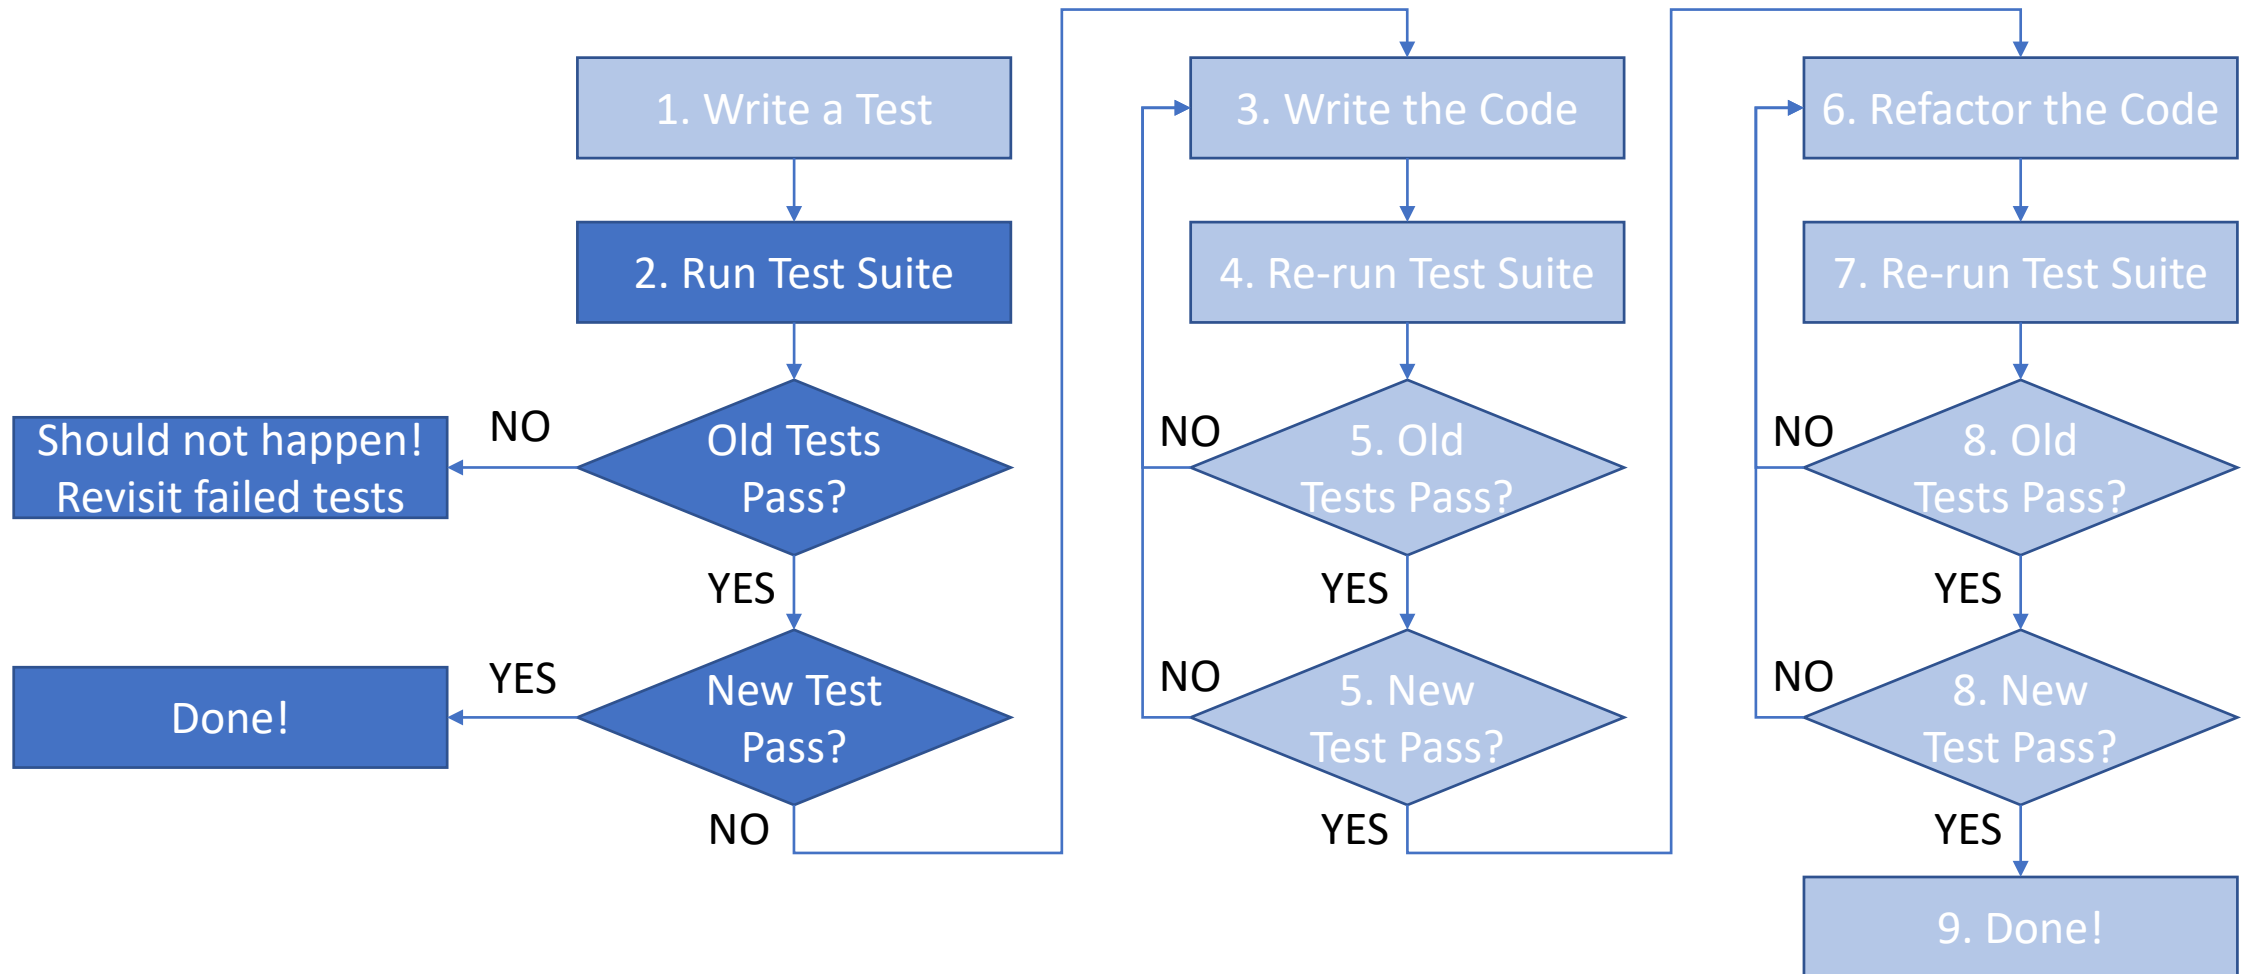 1. Write a Test
2. Run Test Suite
Old Tests
Pass?
NO
Should not happen!
Revisit failed tests
YES
New Test
Pass?
YES
Done!
NO
3. Write the Code
4. Re-run Test Suite
5. Old
Tests Pass?
NO
YES
5. New
Test Pass?
NO
YES
6. Refactor the Code
7. Re-run Test Suite
8. Old
Tests Pass?
NO
YES
8. New
Test Pass?
NO
YES
9. Done!